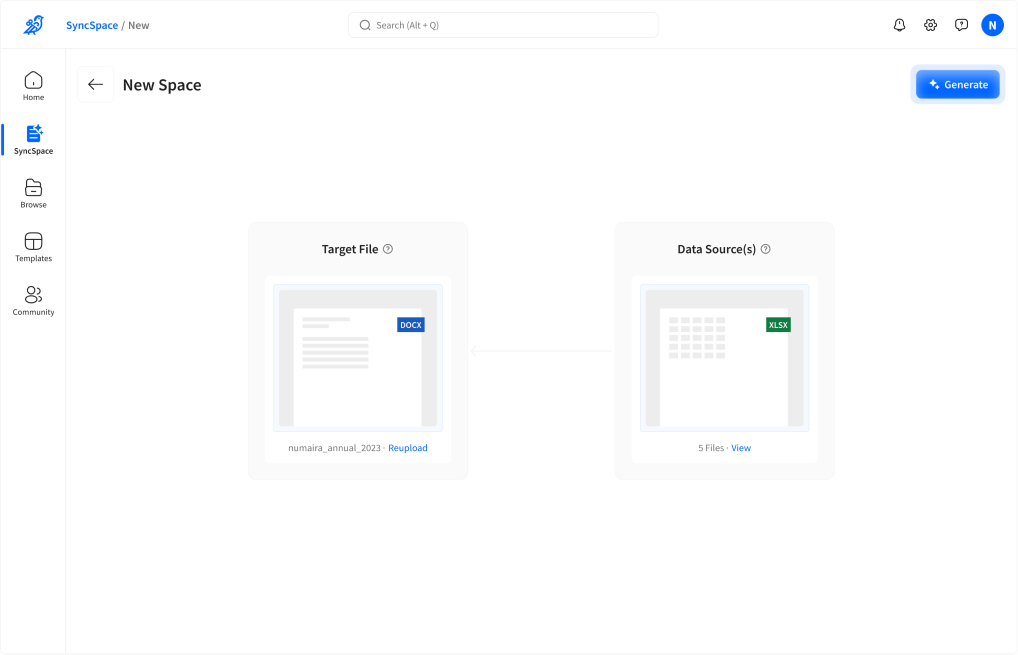 SyncSpace / New
Search (Alt + Q)
N
Home
SyncSpace
Browse
Templates
Community
New Space
Generate
Target File
DOCX
numaira_annual_2023 · Reupload
Data Source(s)
XLSX
5 Files · View